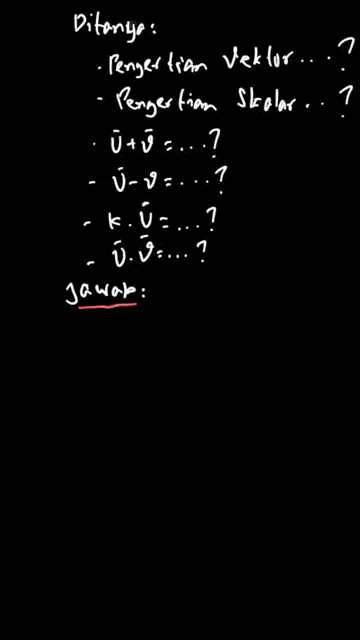 Ditanya:
. Pengertian Vektor ...?
- Pengertian Skalar ..?
. Ū + v̄ = ...?
- Ū - v̄ = ...?
- k . Ū = ...?
- Ū . v̄ = ...?
Jawab: